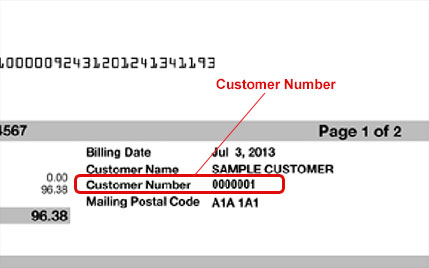 10000092431201241341193
Customer Number
4567 Page 1 of 2
Billing Date Jul 3, 2013
Customer Name SAMPLE CUSTOMER
0.00
Customer Number 0000001
96.38
Mailing Postal Code A1A 1A1
96.38